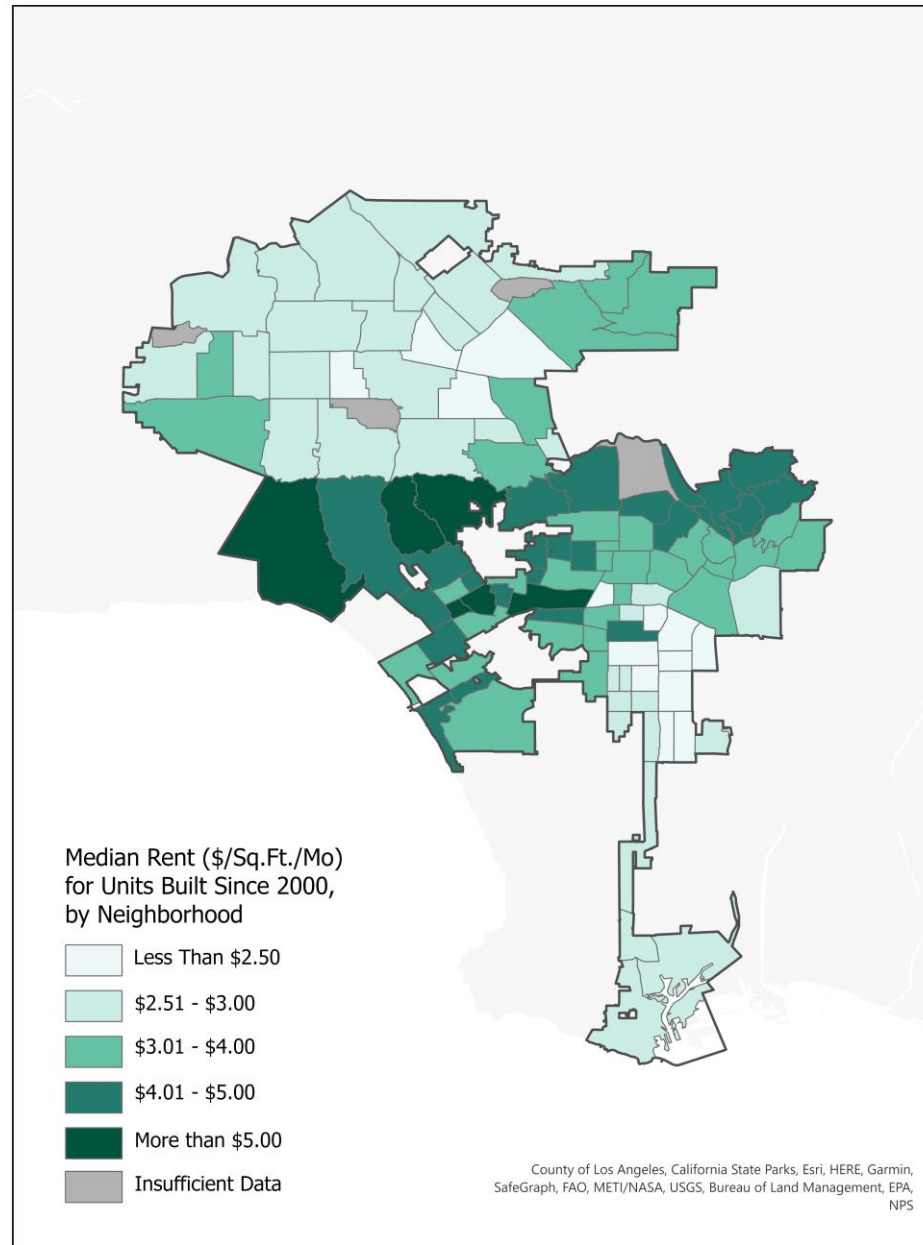 Median Rent ($/Sq.Ft./Mo)
for Units Built Since 2000,
by Neighborhood
Less Than $2.50
$2.51 - $3.00
$3.01 - $4.00
$4.01 - $5.00
More than $5.00
Insufficient Data
County of Los Angeles, California State Parks, Esri, HERE, Garmin,
SafeGraph, FAO, METI/NASA, USGS, Bureau of Land Management, EPA,
NPS